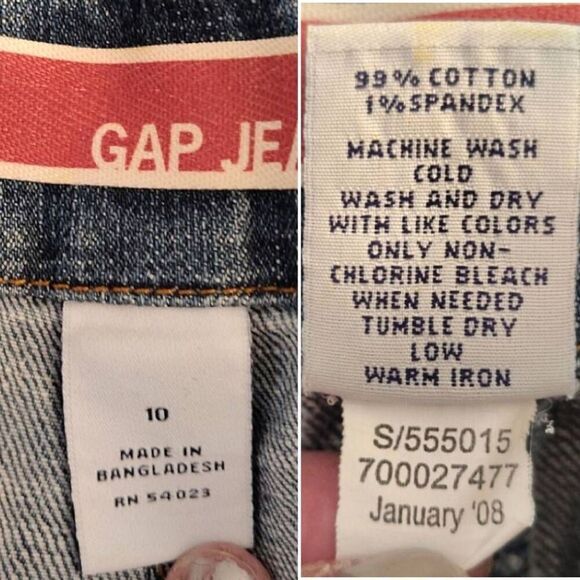 GAP JEA
10
MADE IN
BANGLADESH
RN 54023
99% COTTON
1% SPANDEX
MACHINE WASH
COLD
WASH AND DRY
WITH LIKE COLORS
ONLY NON-
CHLORINE BLEACH
WHEN NEEDED
TUMBLE DRY
LOW
WARM IRON
S/555015
700027477
January '08